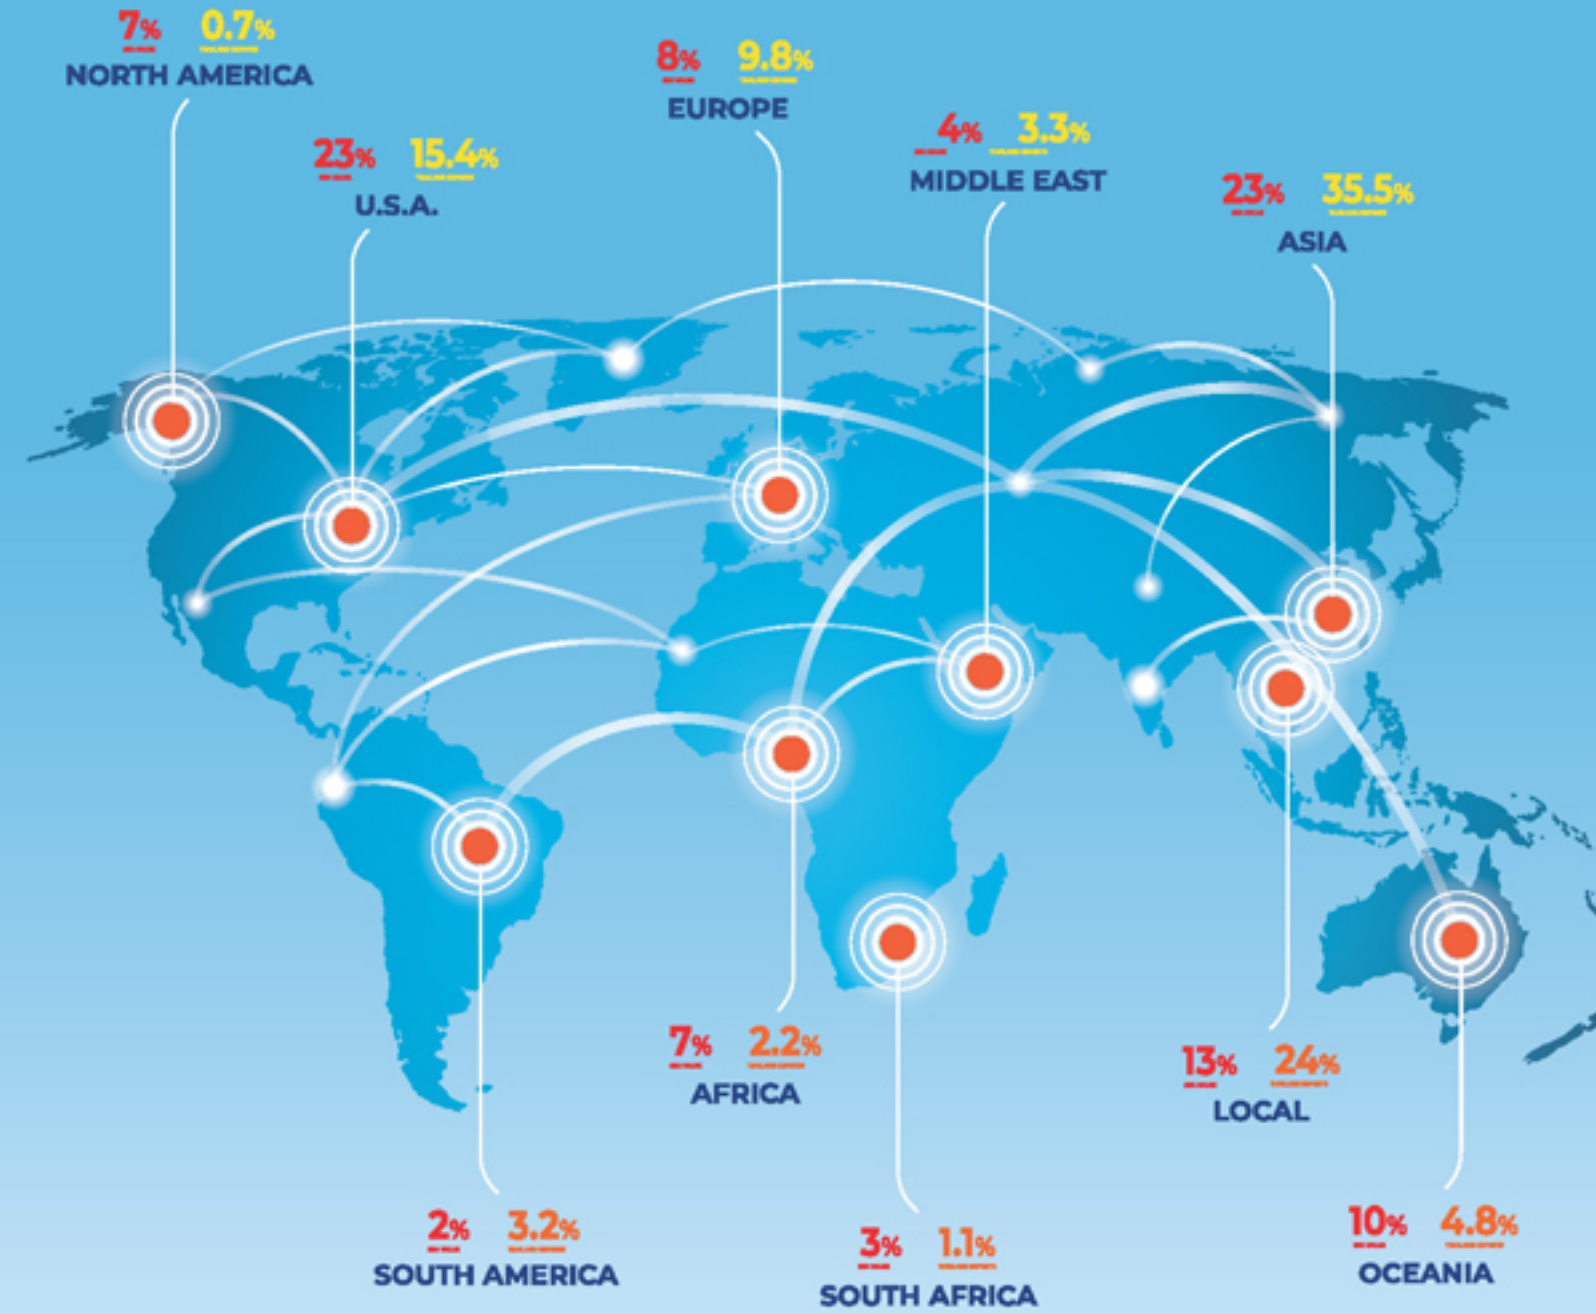 7% 0.7%
NORTH AMERICA
8% 9.8%
EUROPE
23% 15.4%
U.S.A.
4% 3.3%
MIDDLE EAST
23% 35.5%
ASIA
7% 2.2%
AFRICA
13% 24%
LOCAL
2% 3.2%
SOUTH AMERICA
3% 1.1%
SOUTH AFRICA
10% 4.8%
OCEANIA